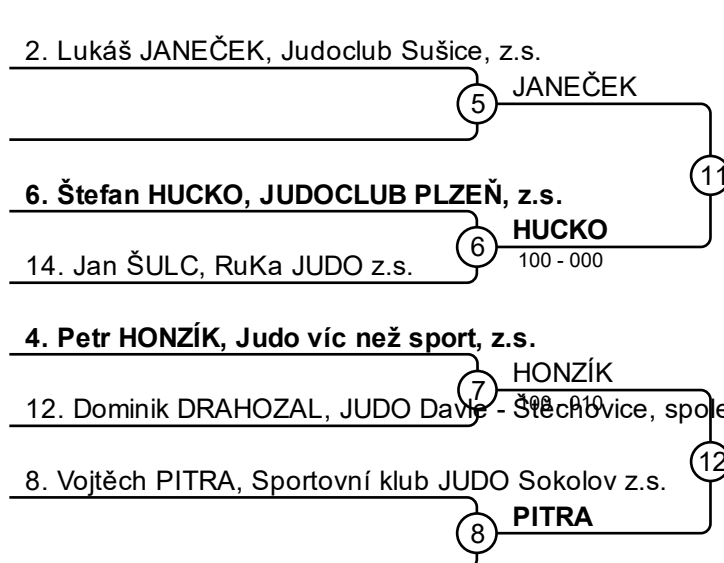 2. Lukáš JANEČEK, Judoclub Sušice, z.s.
5
JANEČEK
11
6. Štefan HUCKO, JUDOCLUB PLZEŇ, z.s.
6
HUCKO
100 - 000
14. Jan ŠULC, RuKa JUDO z.s.
4. Petr HONZÍK, Judo víc než sport, z.s.
7
HONZÍK
12. Dominik DRAHOZAL, JUDO Davle - Štěchovice, spole
12
8. Vojtěch PITRA, Sportovní klub JUDO Sokolov z.s.
8
PITRA